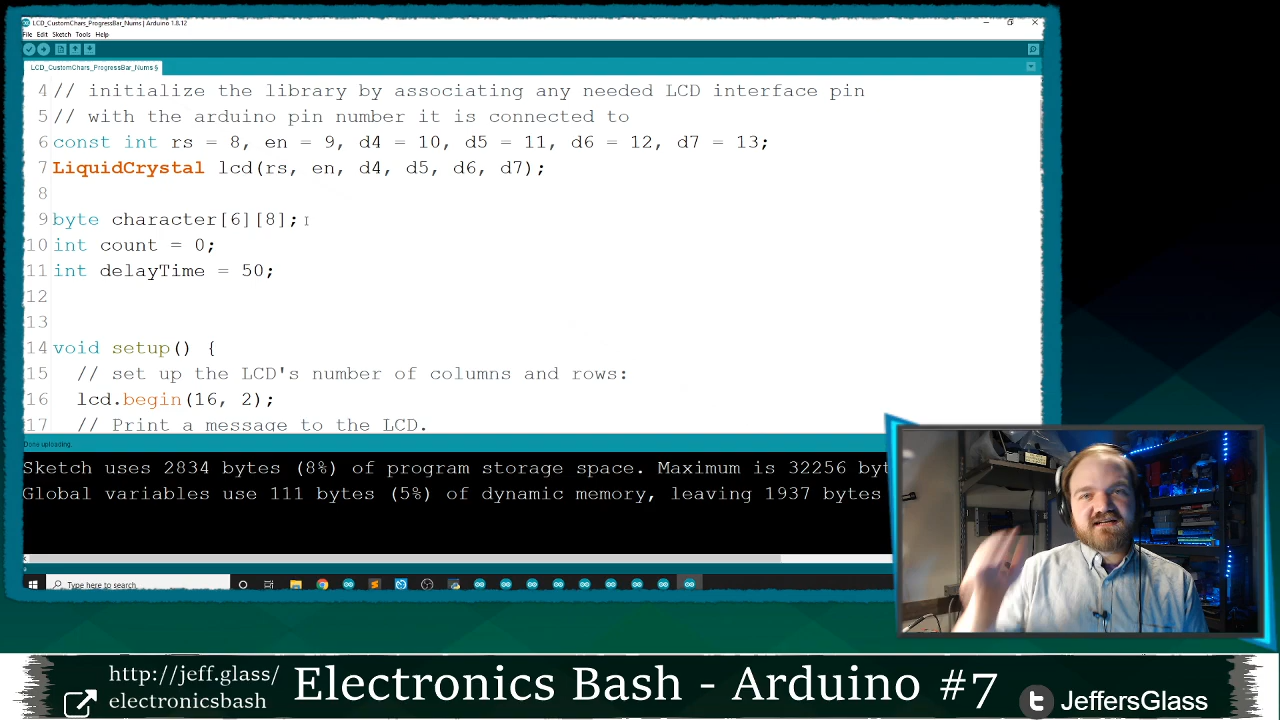 LCD_CustomChars_ProgressBar_Nums | Arduino 1.8.12
File Edit Sketch Tools Help
LCD_CustomChars_ProgressBar_Nums §
4 // initialize the library by associating any needed LCD interface pin
5 // with the arduino pin number it is connected to
6 const int rs = 8, en = 9, d4 = 10, d5 = 11, d6 = 12, d7 = 13;
7 LiquidCrystal lcd(rs, en, d4, d5, d6, d7);
8
9 byte character[6][8];
10 int count = 0;
11 int delayTime = 50;
12
13
14 void setup() {
15 // set up the LCD's number of columns and rows:
16 lcd.begin(16, 2);
17 // Print a message to the LCD.
Done uploading.
Sketch uses 2834 bytes (8%) of program storage space. Maximum is 32256 byt
Global variables use 111 bytes (5%) of dynamic memory, leaving 1937 bytes
Type here to search
http://jeff.glass/
electronicsbash
Electronics Bash - Arduino #7
JeffersGlass